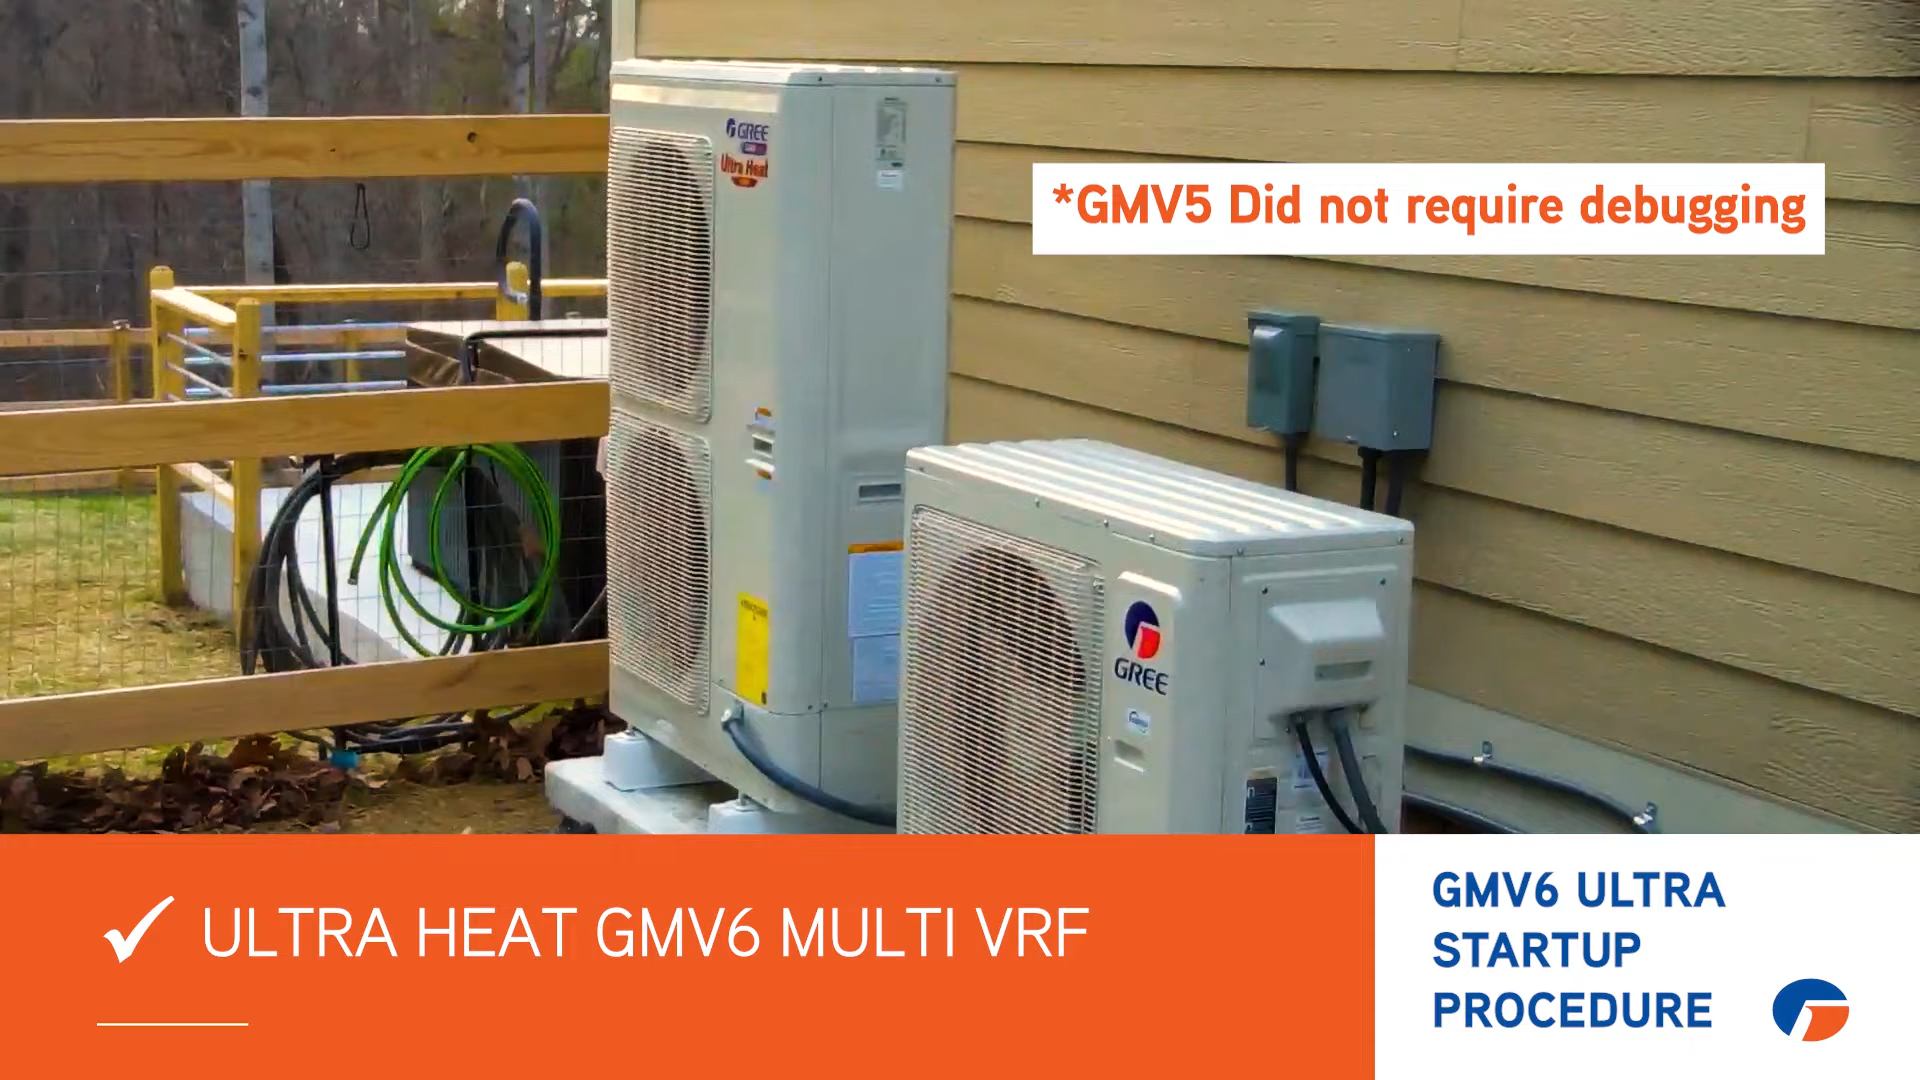 GREE
Ultra Heat
*GMV5 Did not require debugging
GREE
ULTRA HEAT GMV6 MULTI VRF
GMV6 ULTRA
STARTUP
PROCEDURE